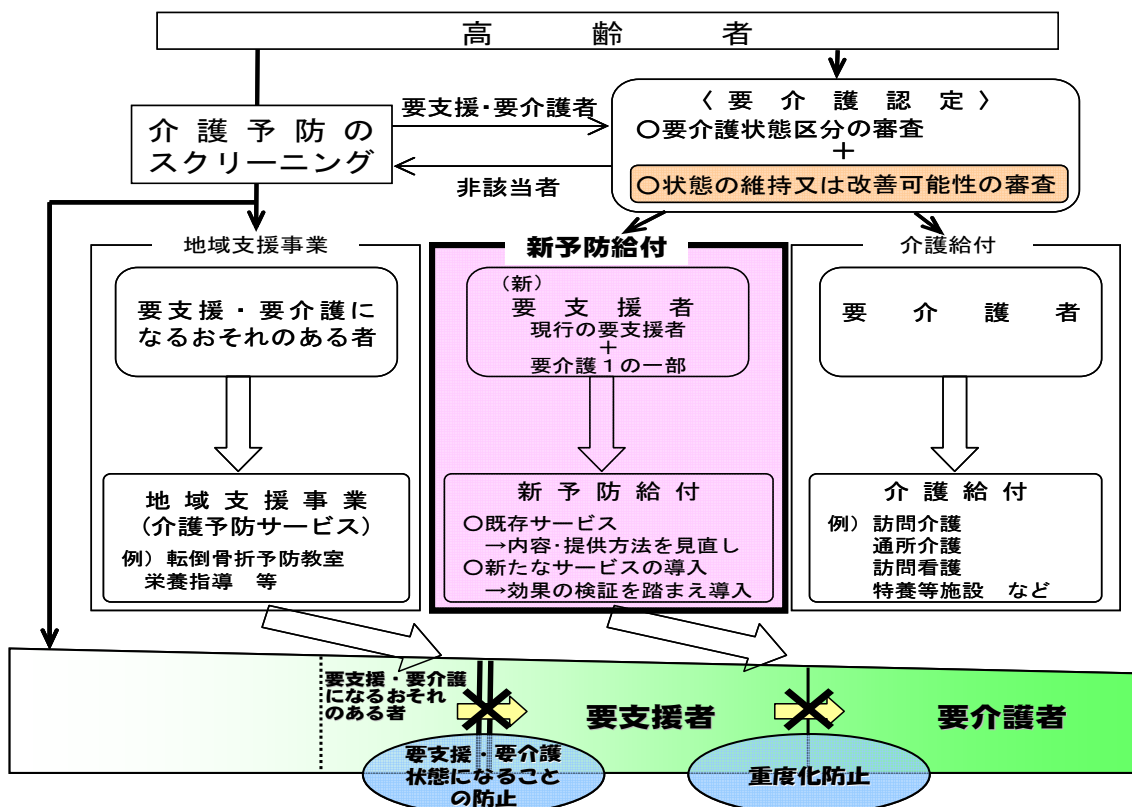 高齢者
介護予防の
スクリーニング
要支援・要介護者
非該当者
〈要介護認定〉
○要介護状態区分の審査
＋
○状態の維持又は改善可能性の審査
地域支援事業
要支援・要介護に
なるおそれのある者
地域支援事業
(介護予防サービス)
例）転倒骨折予防教室
栄養指導　等
新予防給付
（新）
要支援者
現行の要支援者
＋
要介護１の一部
新予防給付
○既存サービス
→内容・提供方法を見直し
○新たなサービスの導入
→効果の検証を踏まえ導入
介護給付
要介護者
介護給付
例）訪問介護
通所介護
訪問看護
特養等施設　など
要支援・要介護
になるおそれ
のある者
要支援者
要介護者
要支援・要介護
状態になること
の防止
重度化防止